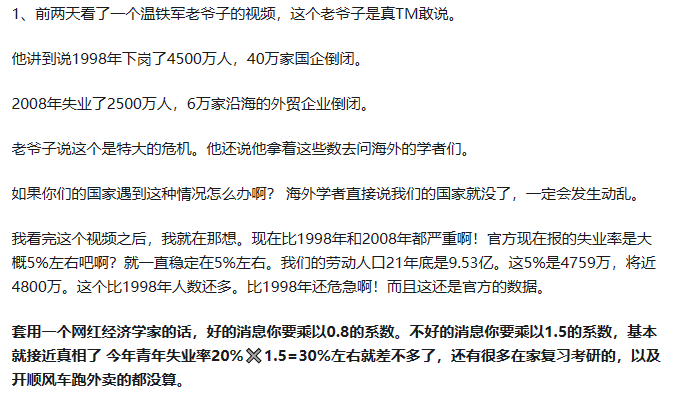 1、前两天看了一个温铁军老爷子的视频，这个老爷子是真TM敢说。
他讲到说1998年下岗了4500万人，40万家国企倒闭。
2008年失业了2500万人，6万家沿海的外贸企业倒闭。
老爷子说这个是特大的危机。他还说他拿着这些数去问海外的学者们。
如果你们的国家遇到这种情况怎么办啊？ 海外学者直接说我们的国家就没了，一定会发生动乱。
我看完这个视频之后，我就在那想。现在比1998年和2008年都严重啊！官方现在报的失业率是大
概5%左右吧啊？就一直稳定在5%左右。我们的劳动人口21年底是9.53亿。这5%是4759万，将近
4800万。这个比1998年人数还多。比1998年还危急啊！而且这还是官方的数据。
套用一个网红经济学家的话，好的消息你要乘以0.8的系数。不好的消息你要乘以1.5的系数，基本
就接近真相了 今年青年失业率20%✖1.5=30%左右就差不多了，还有很多在家复习考研的，以及
开顺风车跑外卖的都没算。